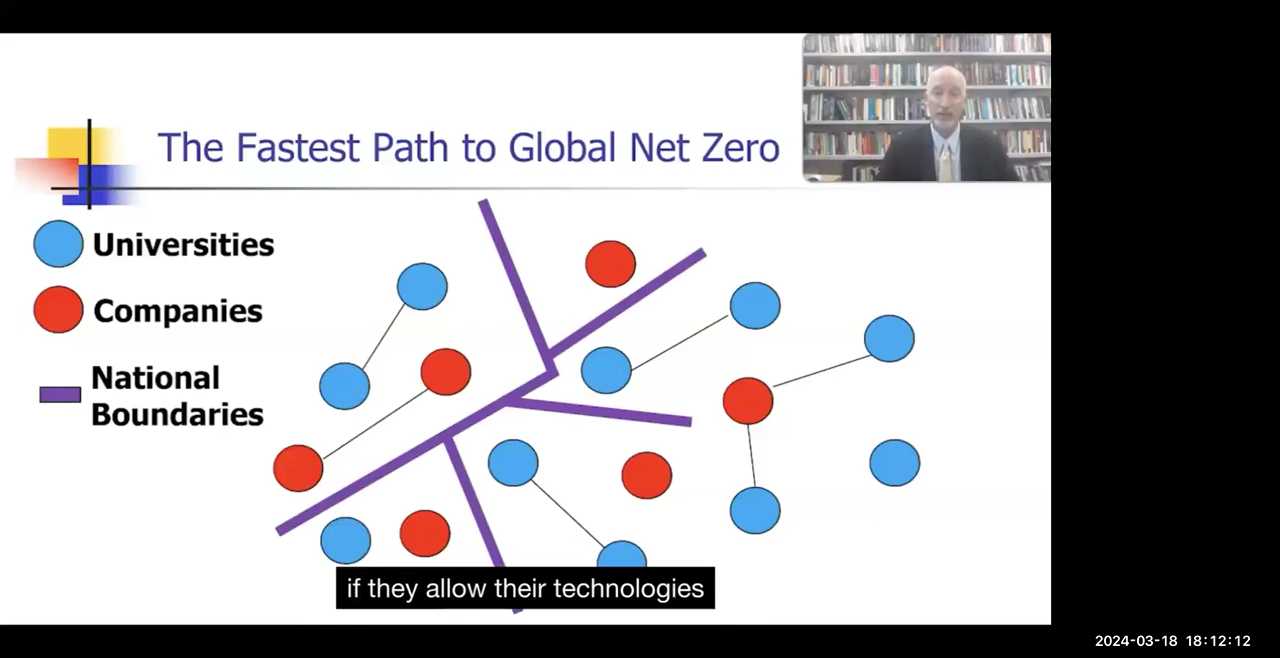 The Fastest Path to Global Net Zero
Universities
Companies
National
Boundaries
if they allow their technologies
2024-03-18 18:12:12